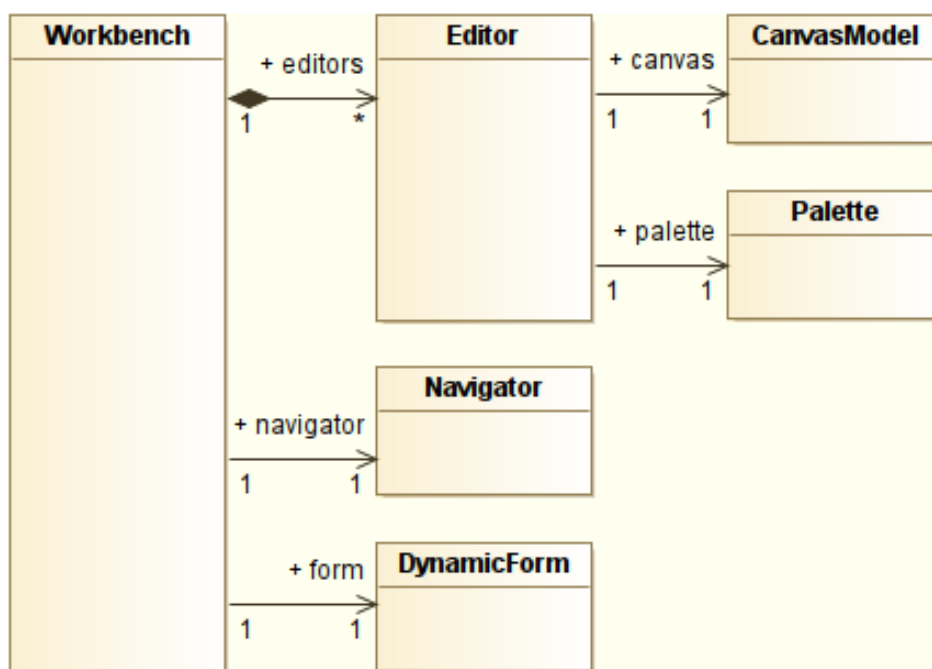 Workbench
Editor
CanvasModel
+ editors
1
*
+ canvas
1
1
Palette
+ palette
1
1
Navigator
+ navigator
1
1
DynamicForm
+ form
1
1